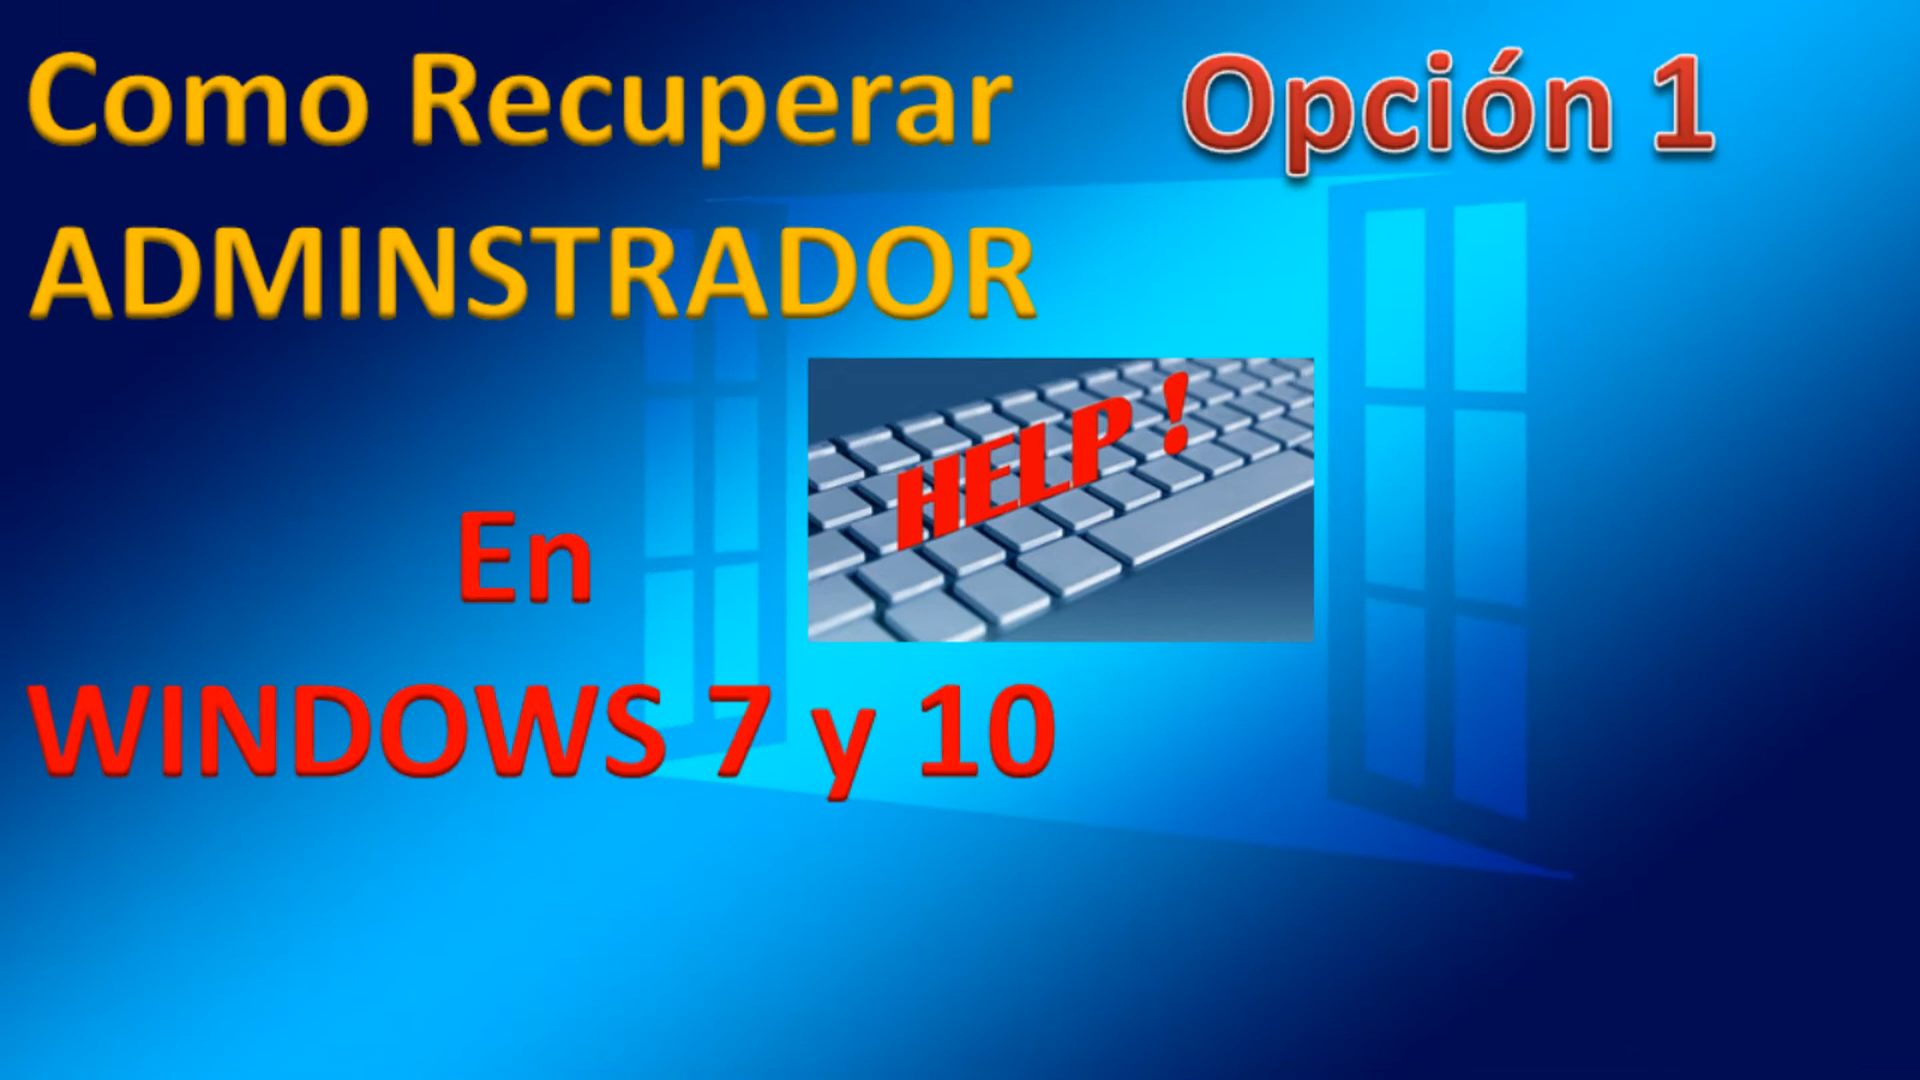 Como Recuperar
Opción 1
ADMINSTRADOR
HELP !
En
WINDOWS 7 y 10